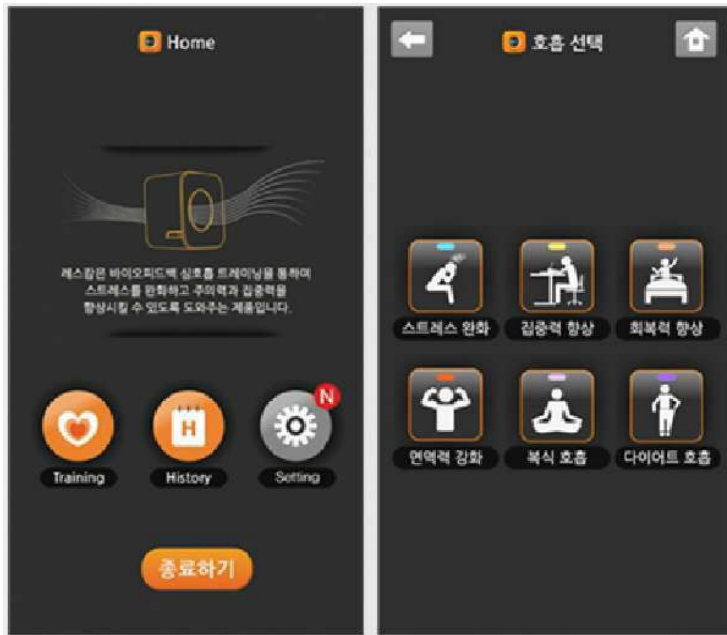 Home
레스캄은 바이오피드백 심호흡 트레이닝을 통하여
스트레스를 완화하고 주의력과 집중력을
향상시킬 수 있도록 도와주는 제품입니다.
N
H
Training
History
Setting
종료하기
호흡 선택
스트레스 완화
집중력 향상
회복력 향상
면역력 강화
복식 호흡
다이어트 호흡